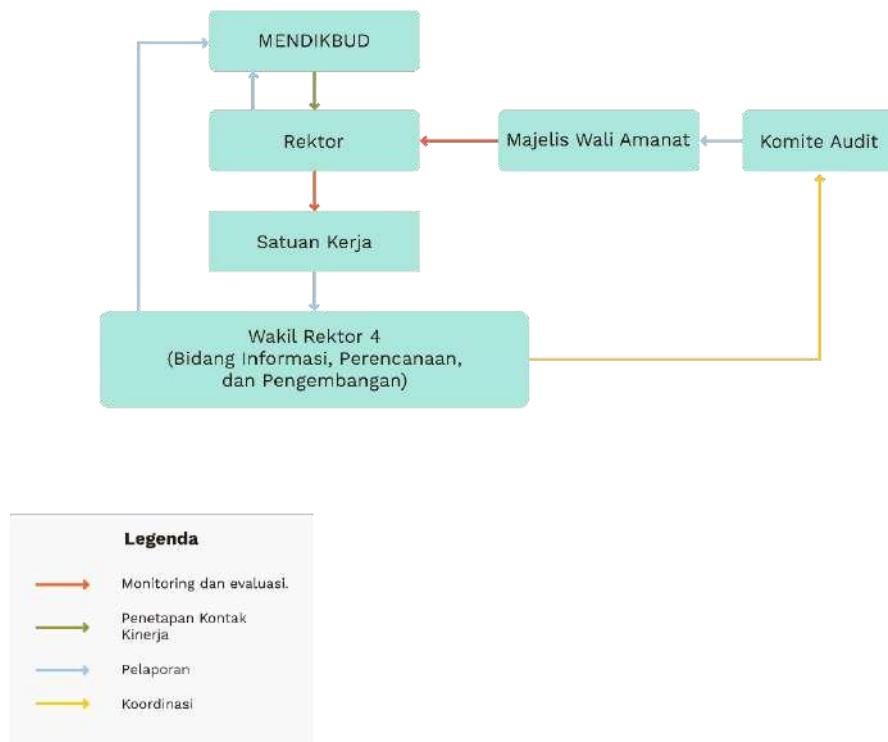 MENDIKBUD
Rektor
Majelis Wali Amanat
Komite Audit
Satuan Kerja
Wakil Rektor 4
(Bidang Informasi, Perencanaan,
dan Pengembangan)
Legenda
Monitoring dan evaluasi.
Penetapan Kontak
Kinerja
Pelaporan
Koordinasi